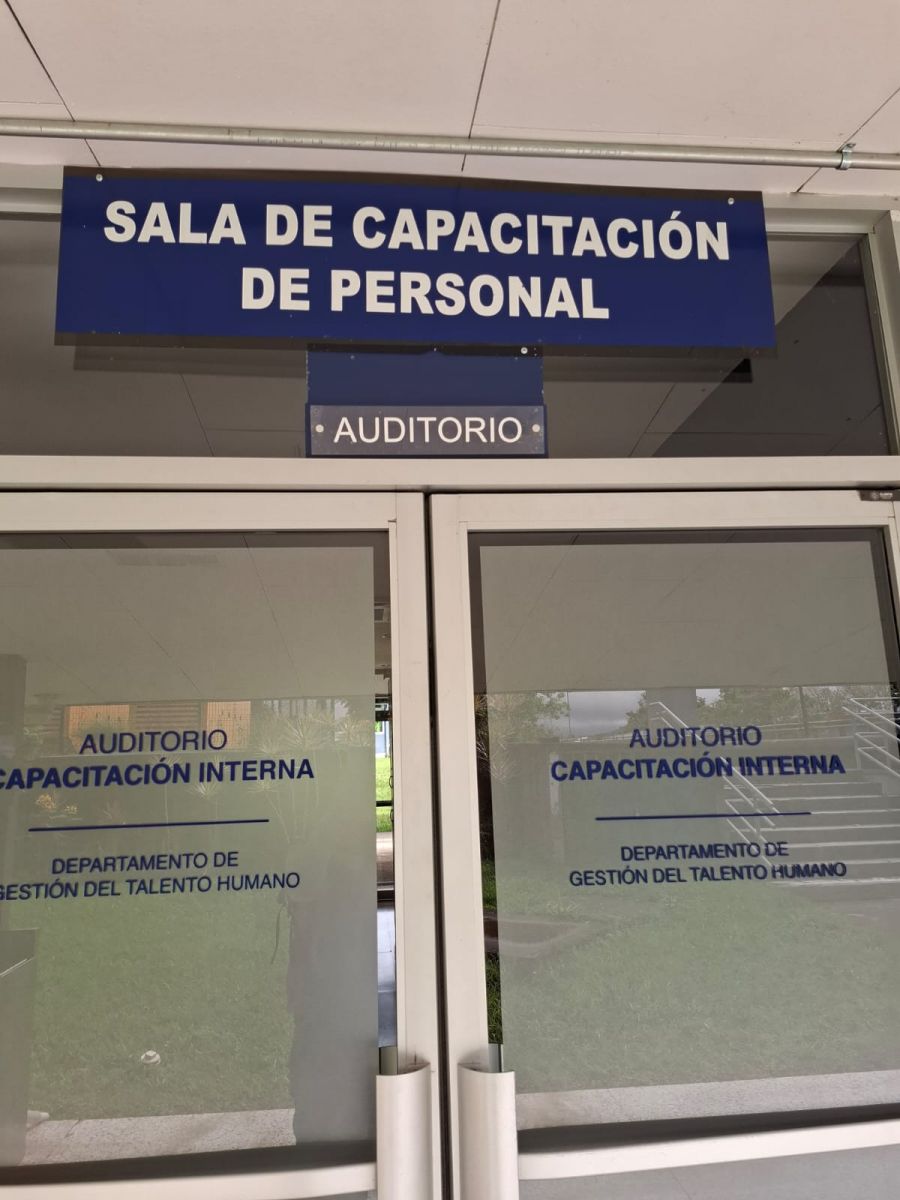 SALA DE CAPACITACIÓN
DE PERSONAL
AUDITORIO
AUDITORIO
CAPACITACIÓN INTERNA
DEPARTAMENTO DE
GESTIÓN DEL TALENTO HUMANO
AUDITORIO
CAPACITACIÓN INTERNA
DEPARTAMENTO DE
GESTIÓN DEL TALENTO HUMANO